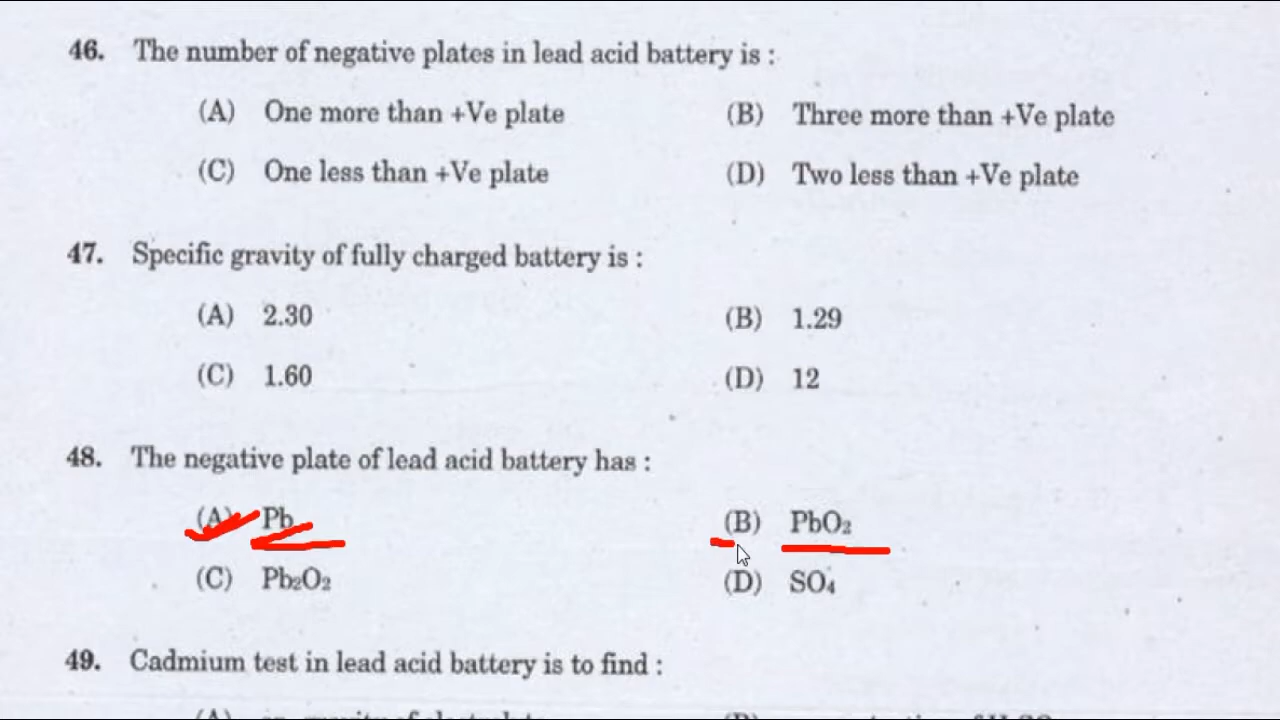 46. The number of negative plates in lead acid battery is :
(A) One more than +Ve plate (B) Three more than +Ve plate
(C) One less than +Ve plate (D) Two less than +Ve plate
47. Specific gravity of fully charged battery is :
(A) 2.30 (B) 1.29
(C) 1.60 (D) 12
48. The negative plate of lead acid battery has :
(A) Pb (B) PbO₂
(C) Pb₂O₂ (D) SO₄
49. Cadmium test in lead acid battery is to find :
(A) (B)